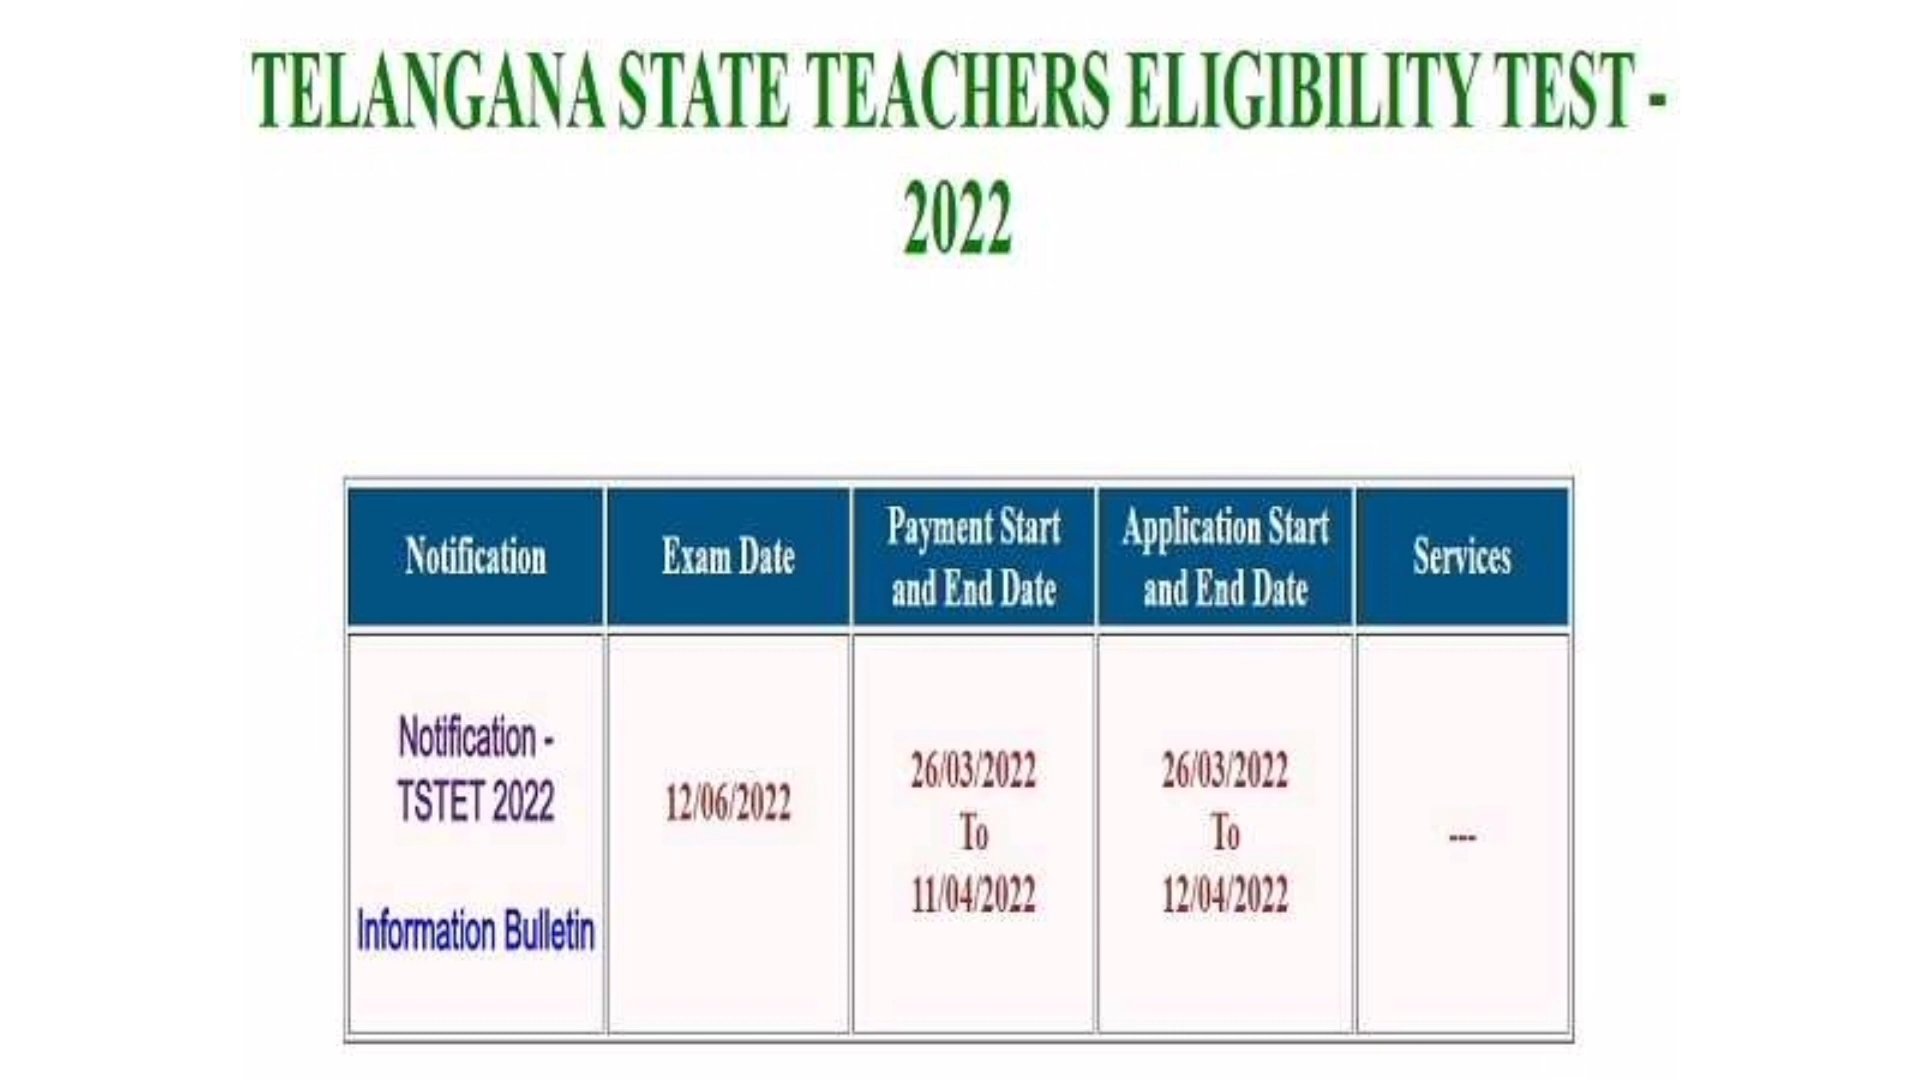 TELANGANA STATE TEACHERS ELIGIBILITY TEST -
2022
Notification
Exam Date
Payment Start
and End Date
Application Start
and End Date
Services
Notification -
TSTET 2022
Information Bulletin
12/06/2022
26/03/2022
To
11/04/2022
26/03/2022
To
12/04/2022
---